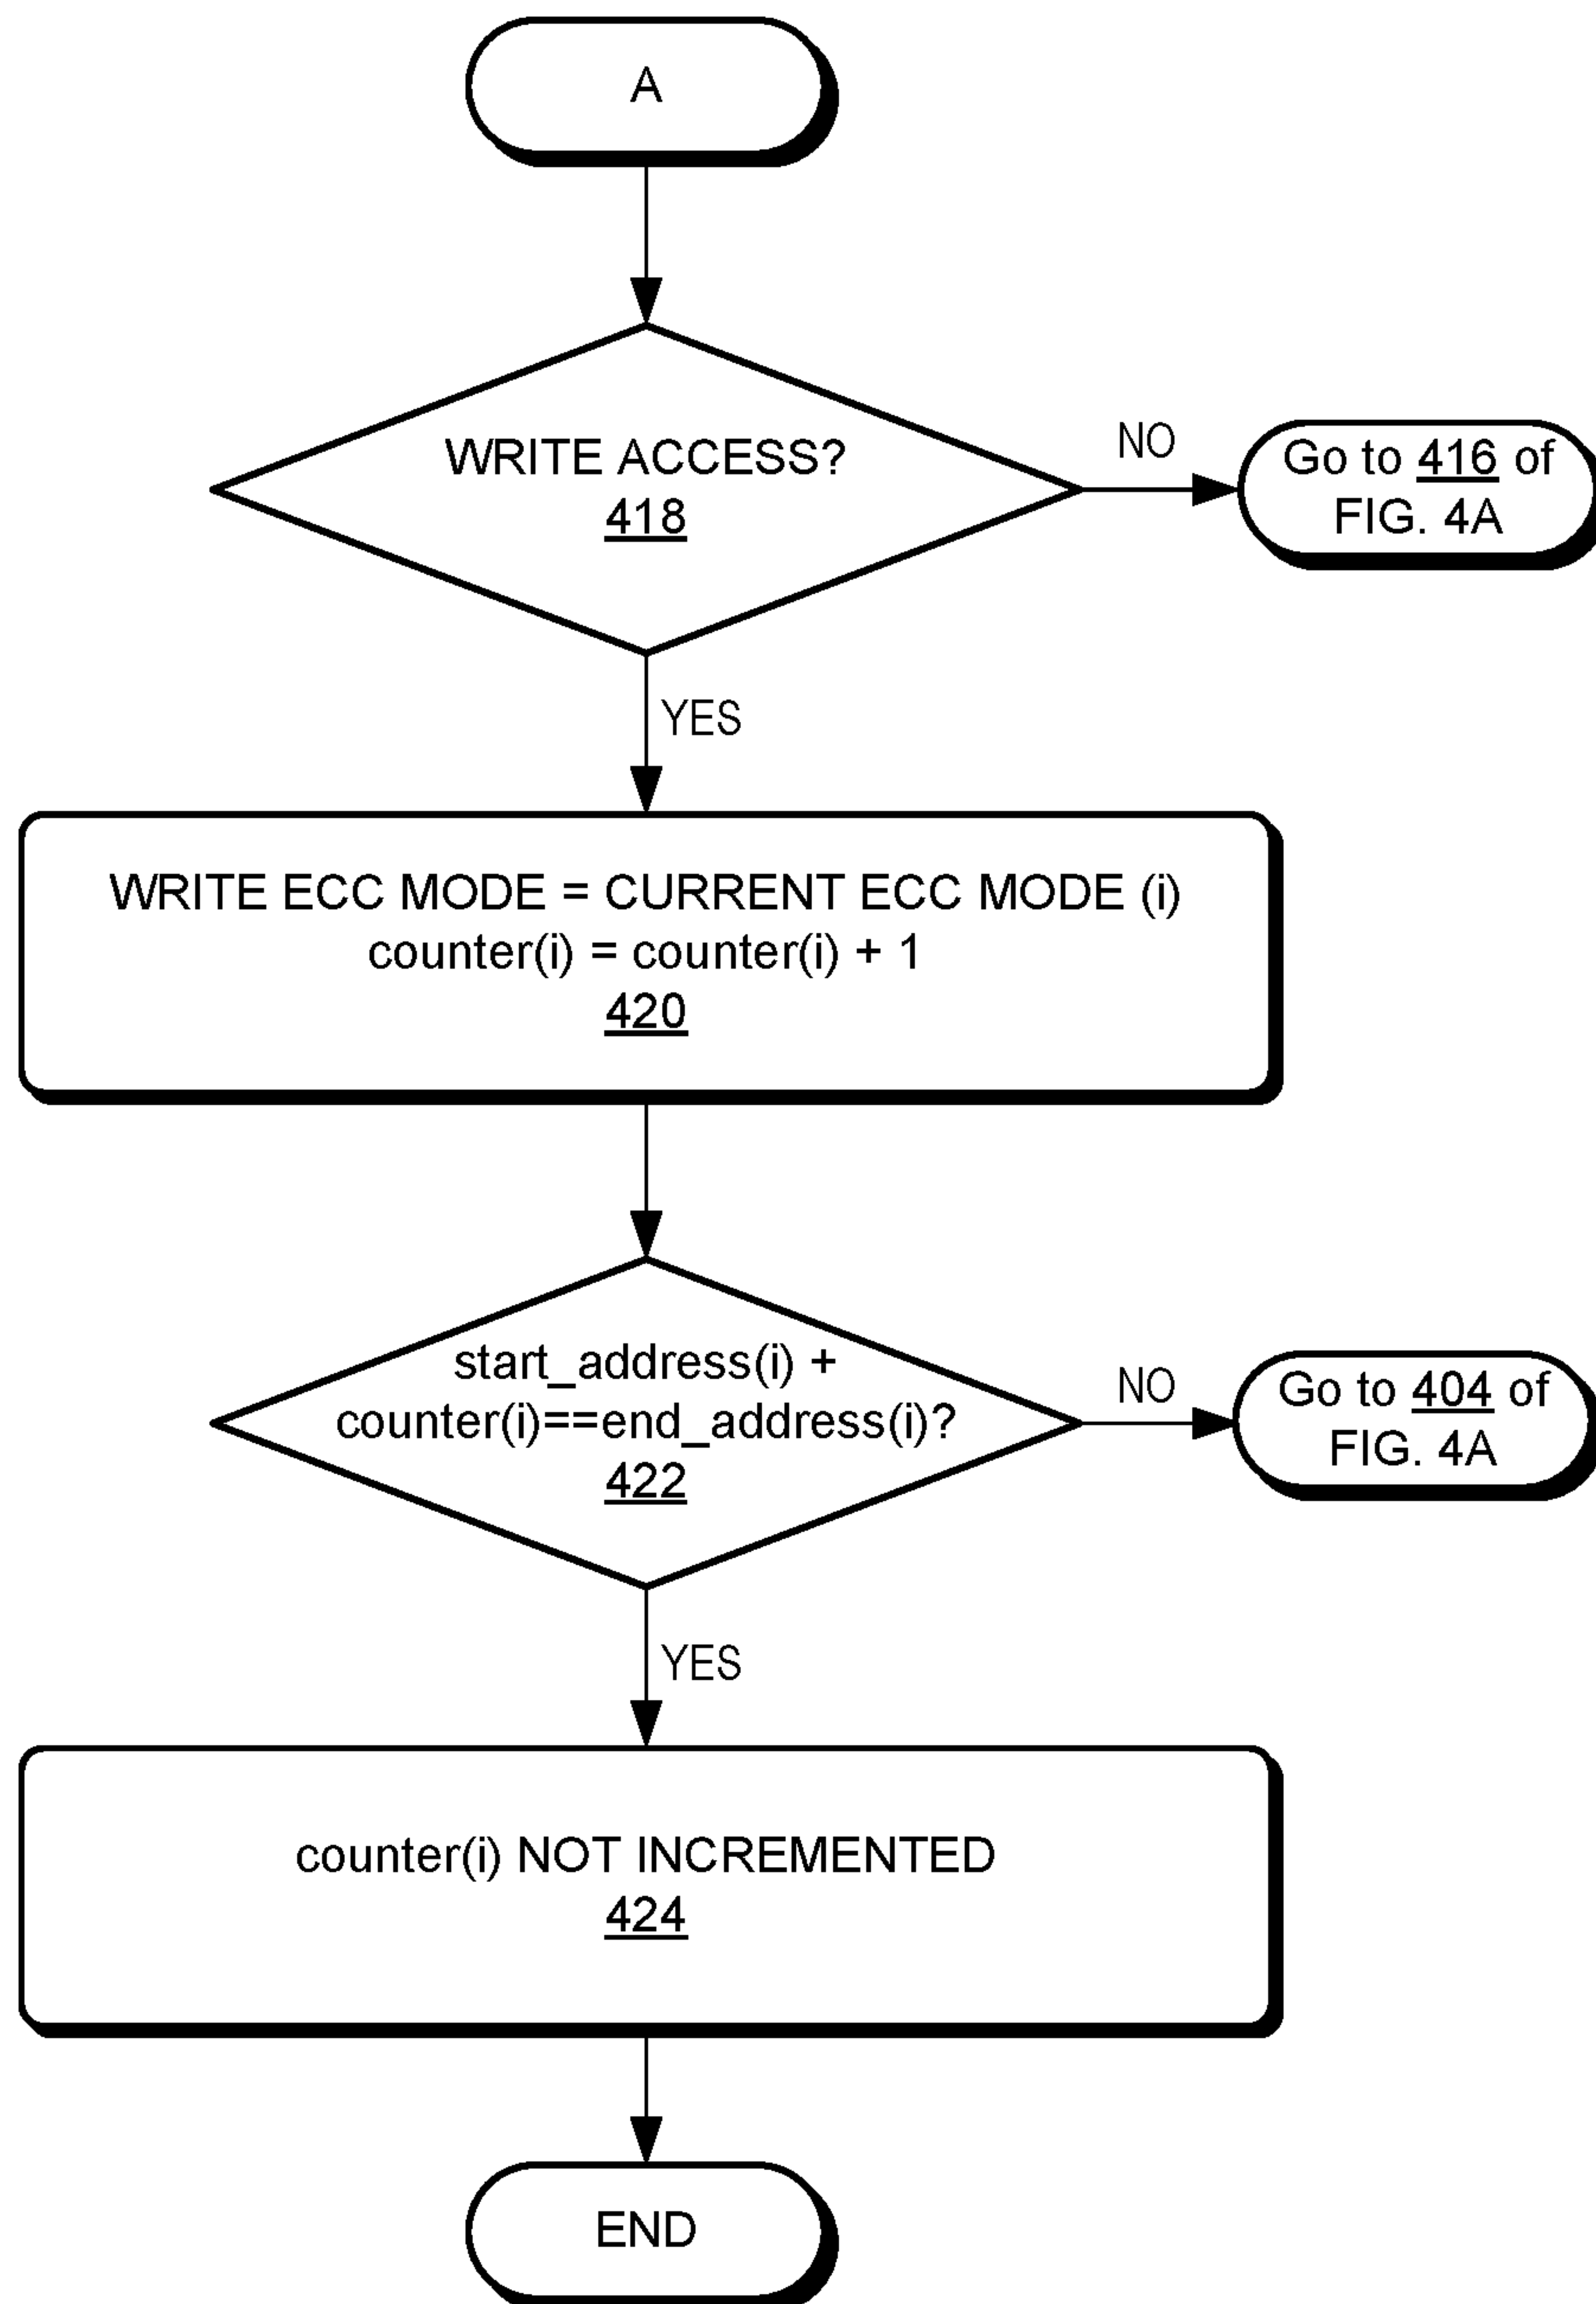 A
WRITE ACCESS?
418
NO
Go to 416 of
FIG. 4A
YES
WRITE ECC MODE = CURRENT ECC MODE (i)
counter(i) = counter(i) + 1
420
start_address(i) +
counter(i)==end_address(i)?
422
NO
Go to 404 of
FIG. 4A
YES
counter(i) NOT INCREMENTED
424
END